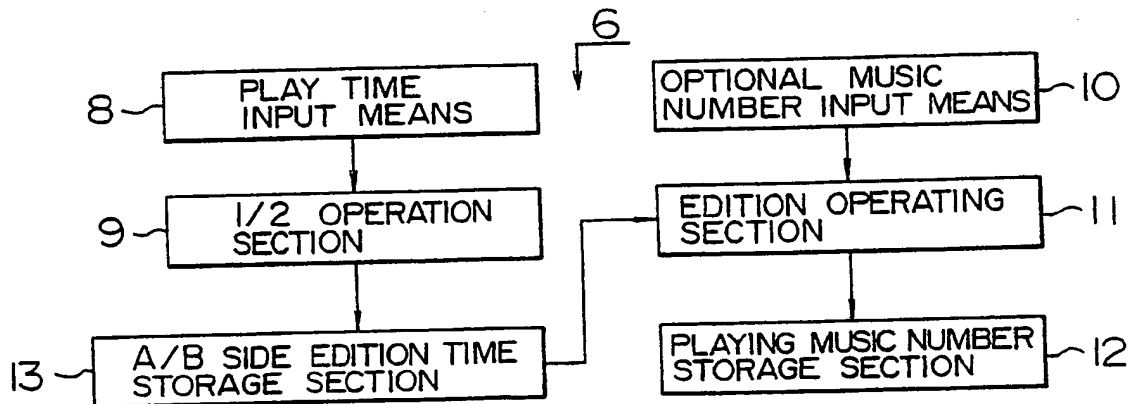 6
8
PLAY TIME
INPUT MEANS
OPTIONAL MUSIC
NUMBER INPUT MEANS
10
9
1/2 OPERATION
SECTION
EDITION OPERATING
SECTION
11
13
A/B SIDE EDITION TIME
STORAGE SECTION
PLAYING MUSIC NUMBER
STORAGE SECTION
12